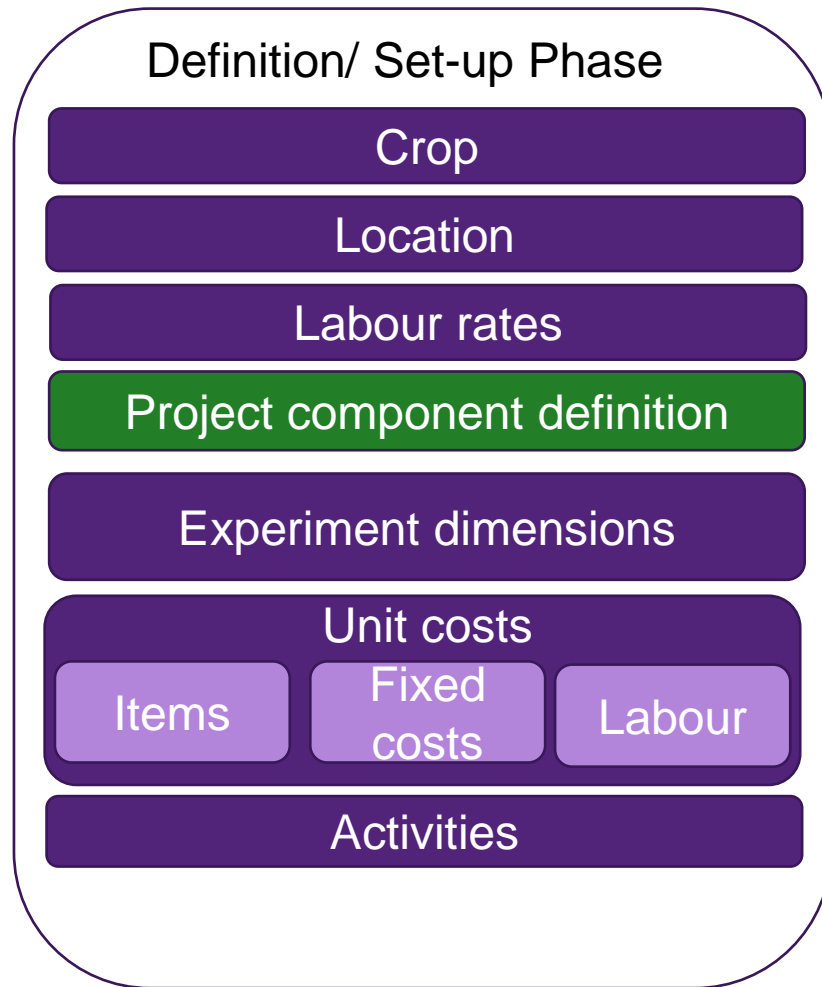 Definition/ Set-up Phase
Crop
Location
Labour rates
Project component definition
Experiment dimensions
Unit costs
Items
Fixed
costs
Labour
Activities